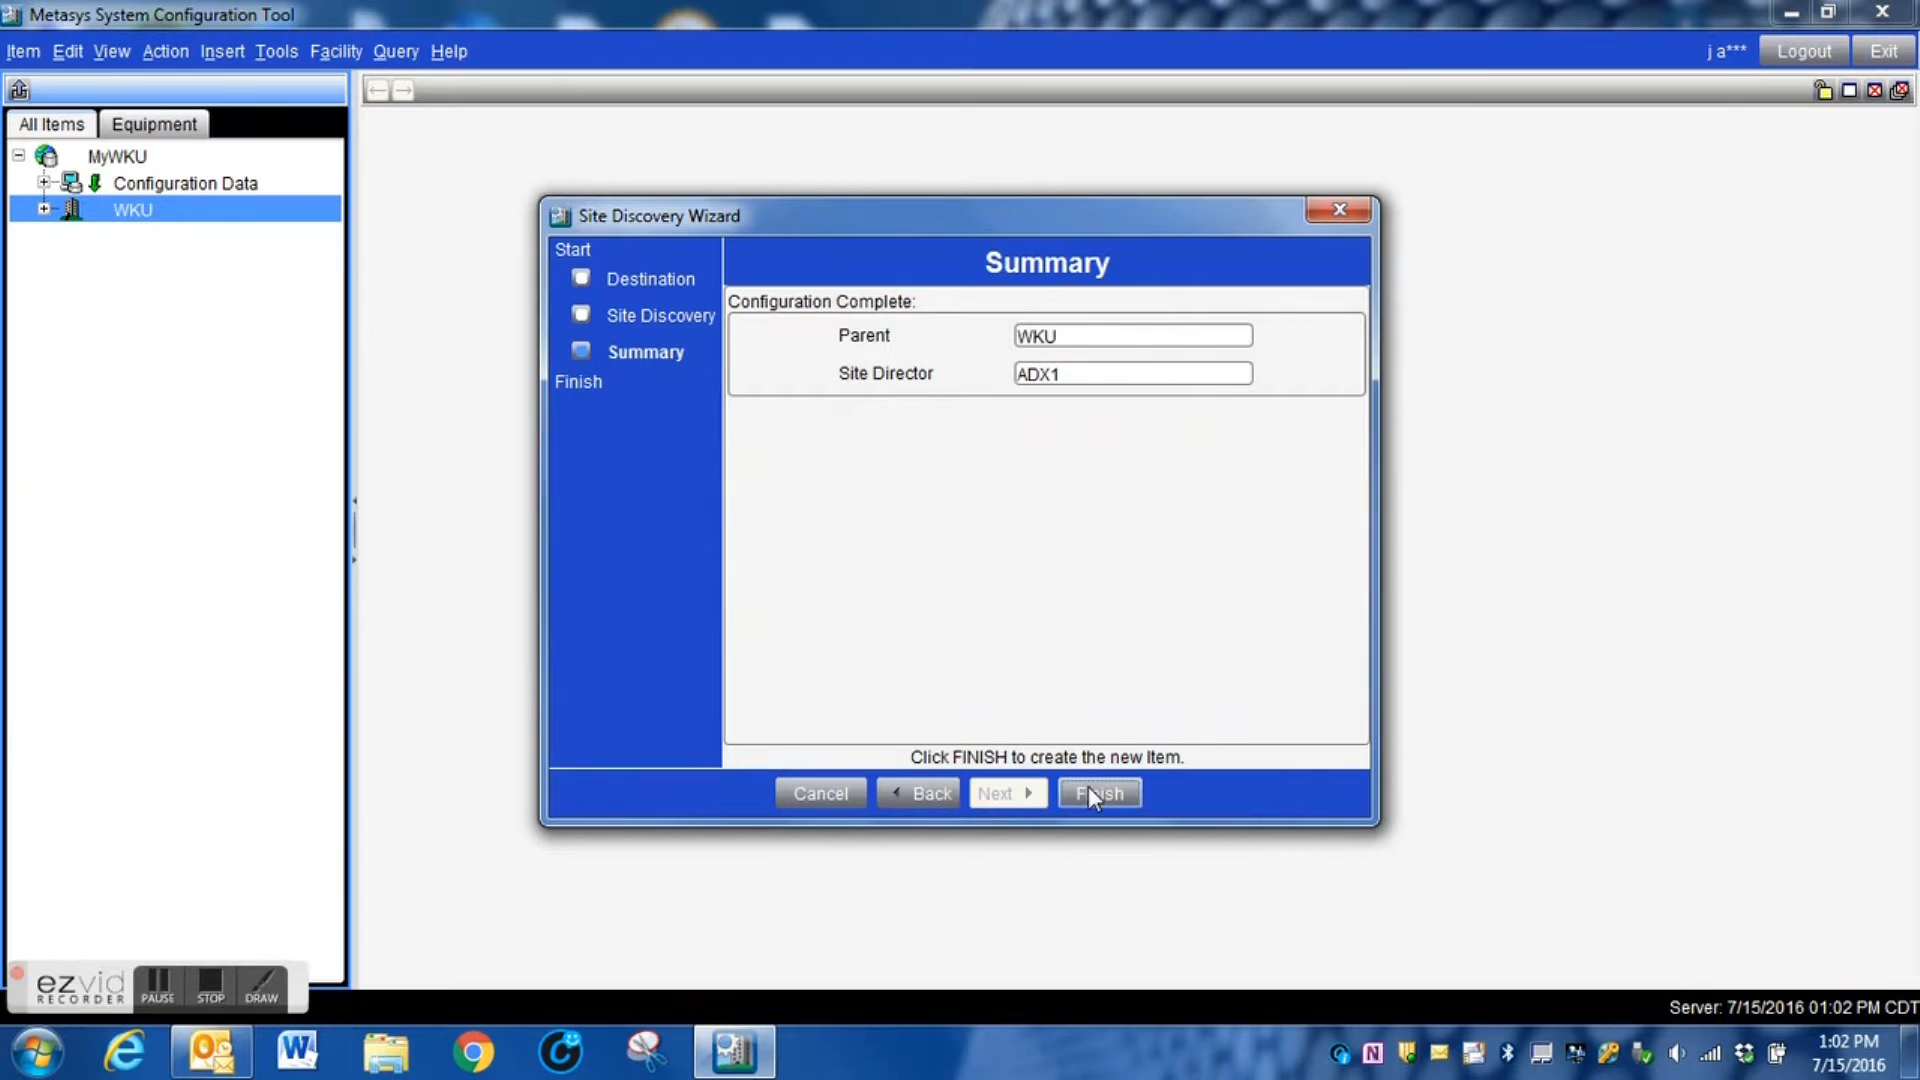 Metasys System Configuration Tool
Item Edit View Action Insert Tools Facility Query Help
j a*** Logout Exit
All Items Equipment
MyWKU
Configuration Data
WKU
Site Discovery Wizard
Start
Destination
Site Discovery
Summary
Finish
Summary
Configuration Complete:
Parent WKU
Site Director ADX1
Click FINISH to create the new Item.
Cancel Back Next Finish
ezvid
RECORDER
PAUSE STOP DRAW
Server: 7/15/2016 01:02 PM CDT
1:02 PM
7/15/2016